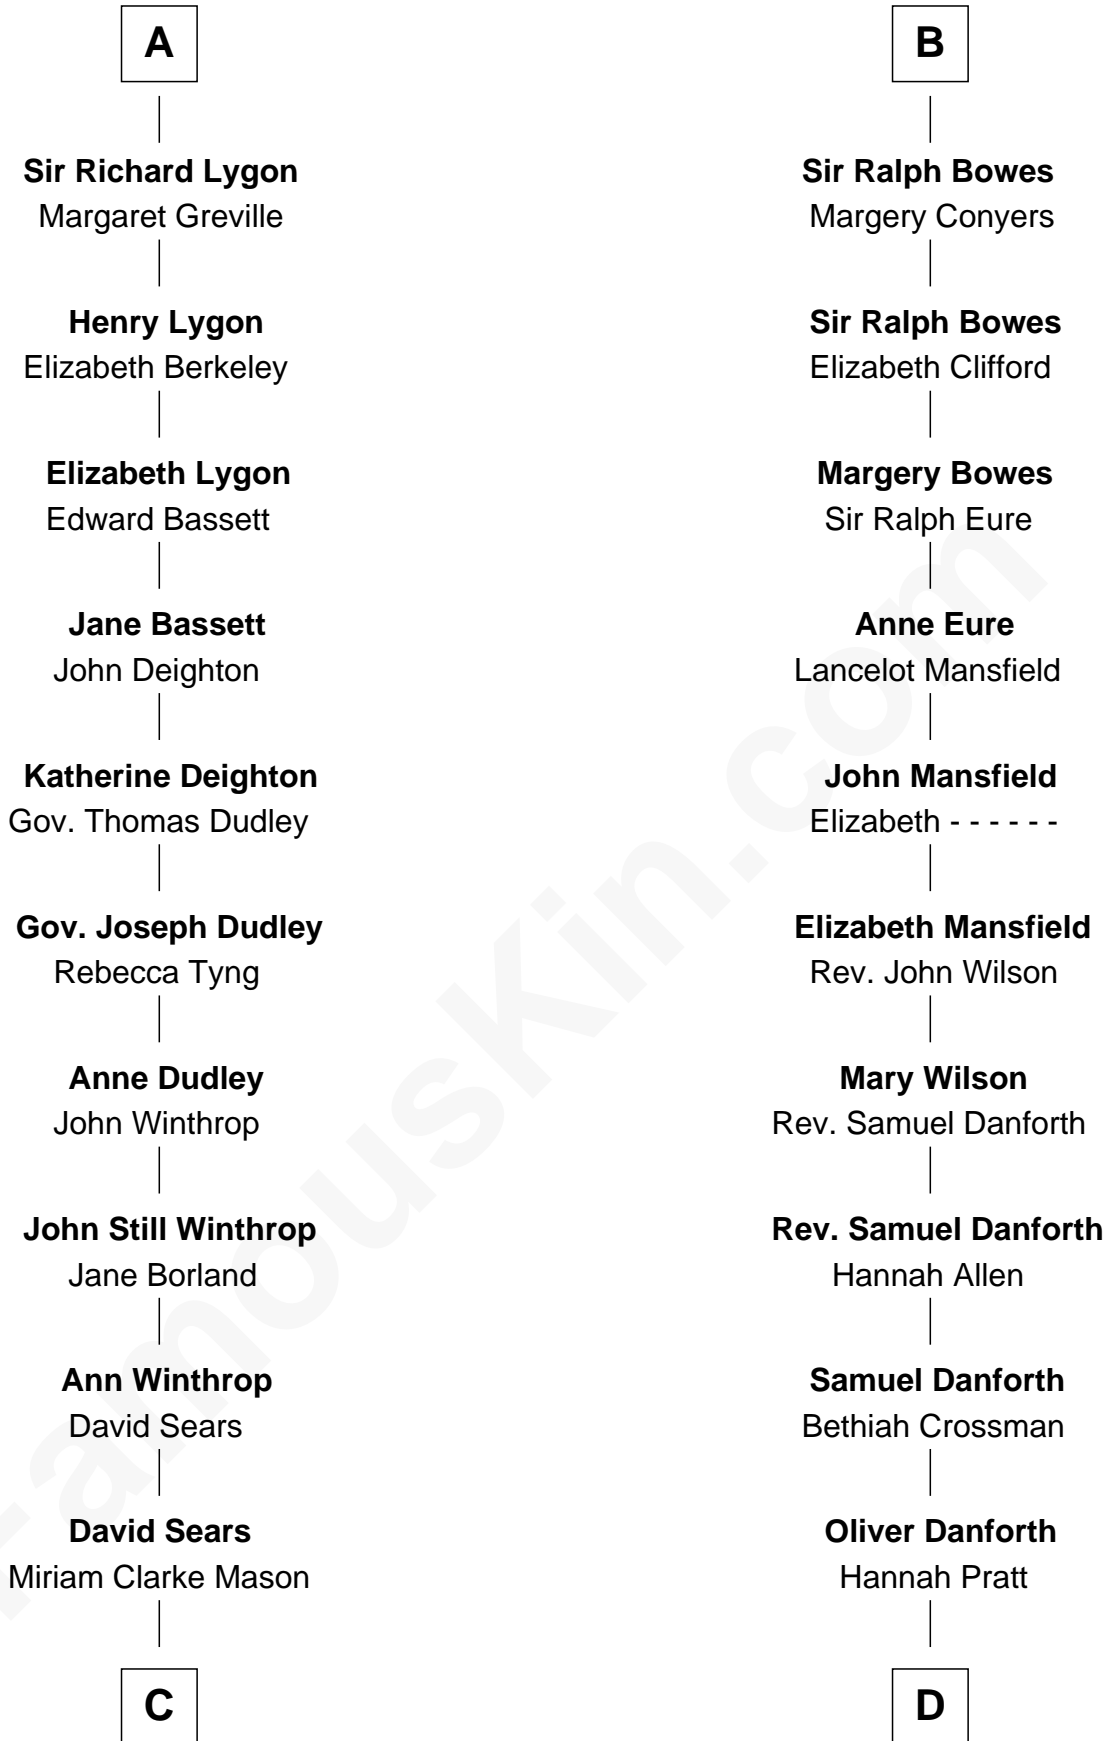 A
Sir Richard Lygon
Margaret Greville
Henry Lygon
Elizabeth Berkeley
Elizabeth Lygon
Edward Bassett
Jane Bassett
John Deighton
Katherine Deighton
Gov. Thomas Dudley
Gov. Joseph Dudley
Rebecca Tyng
Anne Dudley
John Winthrop
John Still Winthrop
Jane Borland
Ann Winthrop
David Sears
David Sears
Miriam Clarke Mason
C
B
Sir Ralph Bowes
Margery Conyers
Sir Ralph Bowes
Elizabeth Clifford
Margery Bowes
Sir Ralph Eure
Anne Eure
Lancelot Mansfield
John Mansfield
Elizabeth - - - - - -
Elizabeth Mansfield
Rev. John Wilson
Mary Wilson
Rev. Samuel Danforth
Rev. Samuel Danforth
Hannah Allen
Samuel Danforth
Bethiah Crossman
Oliver Danforth
Hannah Pratt
D
FamousKin.com